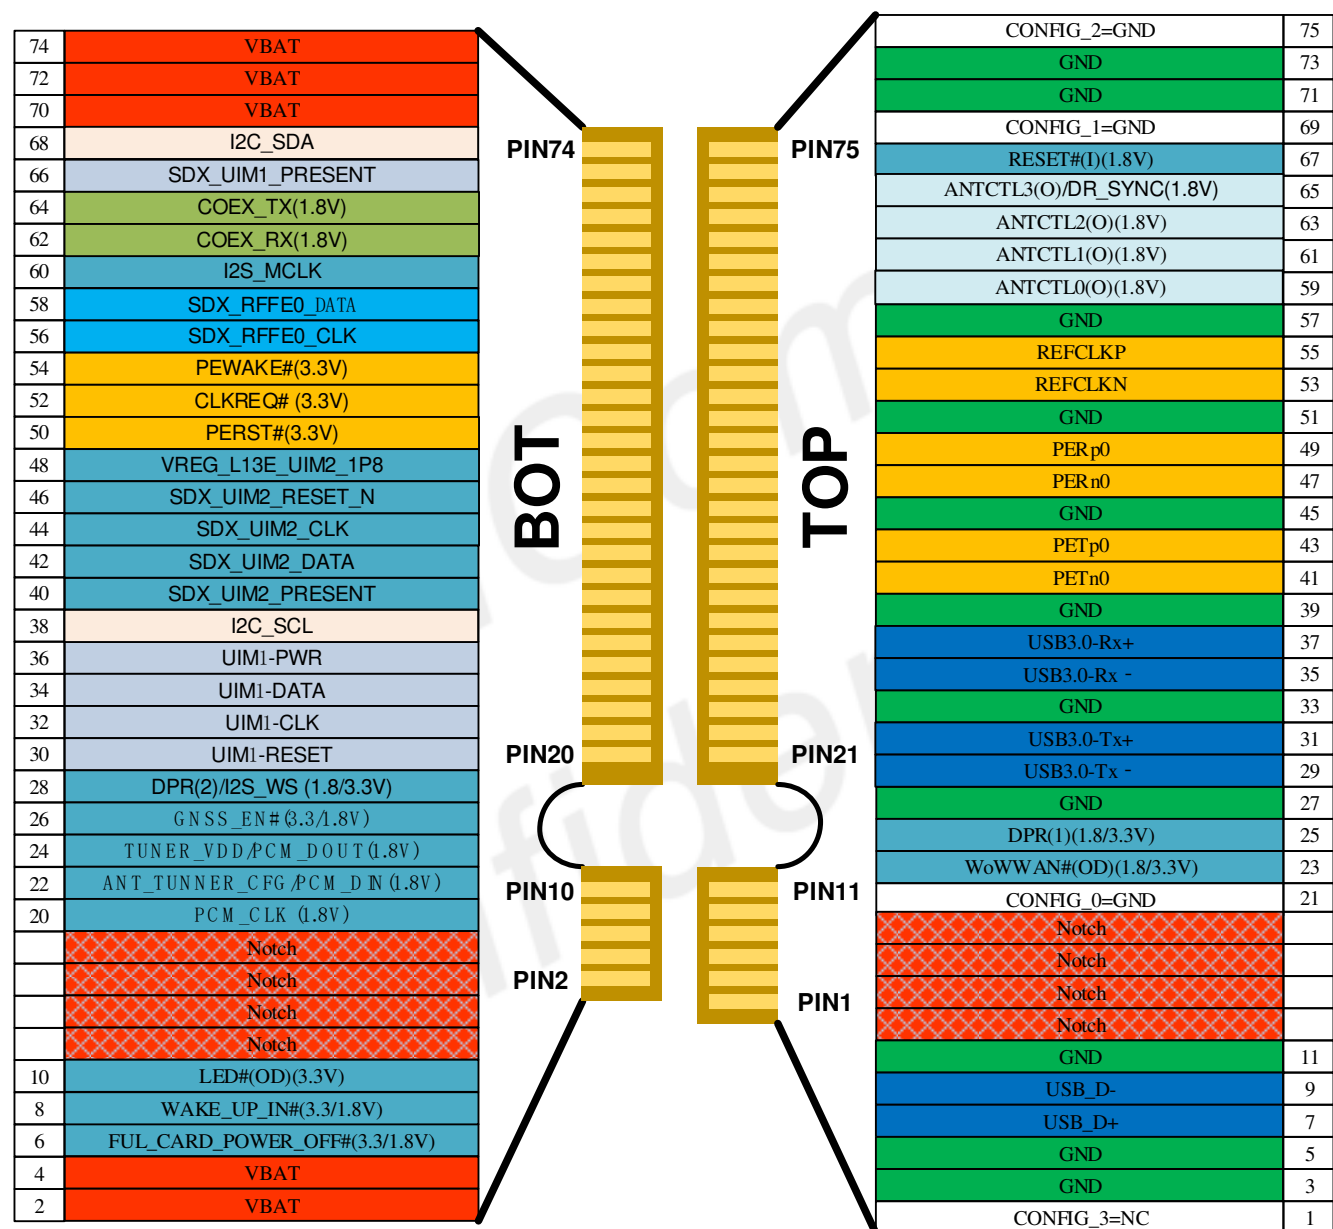 74 VBAT
72 VBAT
70 VBAT
68 I2C_SDA
66 SDX_UIM1_PRESENT
64 COEX_TX(1.8V)
62 COEX_RX(1.8V)
60 I2S_MCLK
58 SDX_RFFE0_DATA
56 SDX_RFFE0_CLK
54 PEWAKE#(3.3V)
52 CLKREQ# (3.3V)
50 PERST#(3.3V)
48 VREG_L13E_UIM2_1P8
46 SDX_UIM2_RESET_N
44 SDX_UIM2_CLK
42 SDX_UIM2_DATA
40 SDX_UIM2_PRESENT
38 I2C_SCL
36 UIM1-PWR
34 UIM1-DATA
32 UIM1-CLK
30 UIM1-RESET
28 DPR(2)/I2S_WS (1.8/3.3V)
26 GNSS_EN#(3.3/1.8V)
24 TUNER_VDD/PCM_DOUT(1.8V)
22 ANT_TUNNER_CFG/PCM_DIN(1.8V)
20 PCM_CLK(1.8V)
Notch
Notch
Notch
Notch
10 LED#(OD)(3.3V)
8 WAKE_UP_IN#(3.3/1.8V)
6 FUL_CARD_POWER_OFF#(3.3/1.8V)
4 VBAT
2 VBAT
PIN74
BOT
PIN20
PIN10
PIN2
PIN75
TOP
PIN21
PIN11
PIN1
CONFIG_2=GND 75
GND 73
GND 71
CONFIG_1=GND 69
RESET#(I)(1.8V) 67
ANTCTL3(O)/DR_SYNC(1.8V) 65
ANTCTL2(O)(1.8V) 63
ANTCTL1(O)(1.8V) 61
ANTCTL0(O)(1.8V) 59
GND 57
REFCLKP 55
REFCLKN 53
GND 51
PERp0 49
PERn0 47
GND 45
PETp0 43
PETn0 41
GND 39
USB3.0-Rx+ 37
USB3.0-Rx - 35
GND 33
USB3.0-Tx+ 31
USB3.0-Tx - 29
GND 27
DPR(1)(1.8/3.3V) 25
WoWWAN#(OD)(1.8/3.3V) 23
CONFIG_0=GND 21
Notch
Notch
Notch
Notch
GND 11
USB_D- 9
USB_D+ 7
GND 5
GND 3
CONFIG_3=NC 1